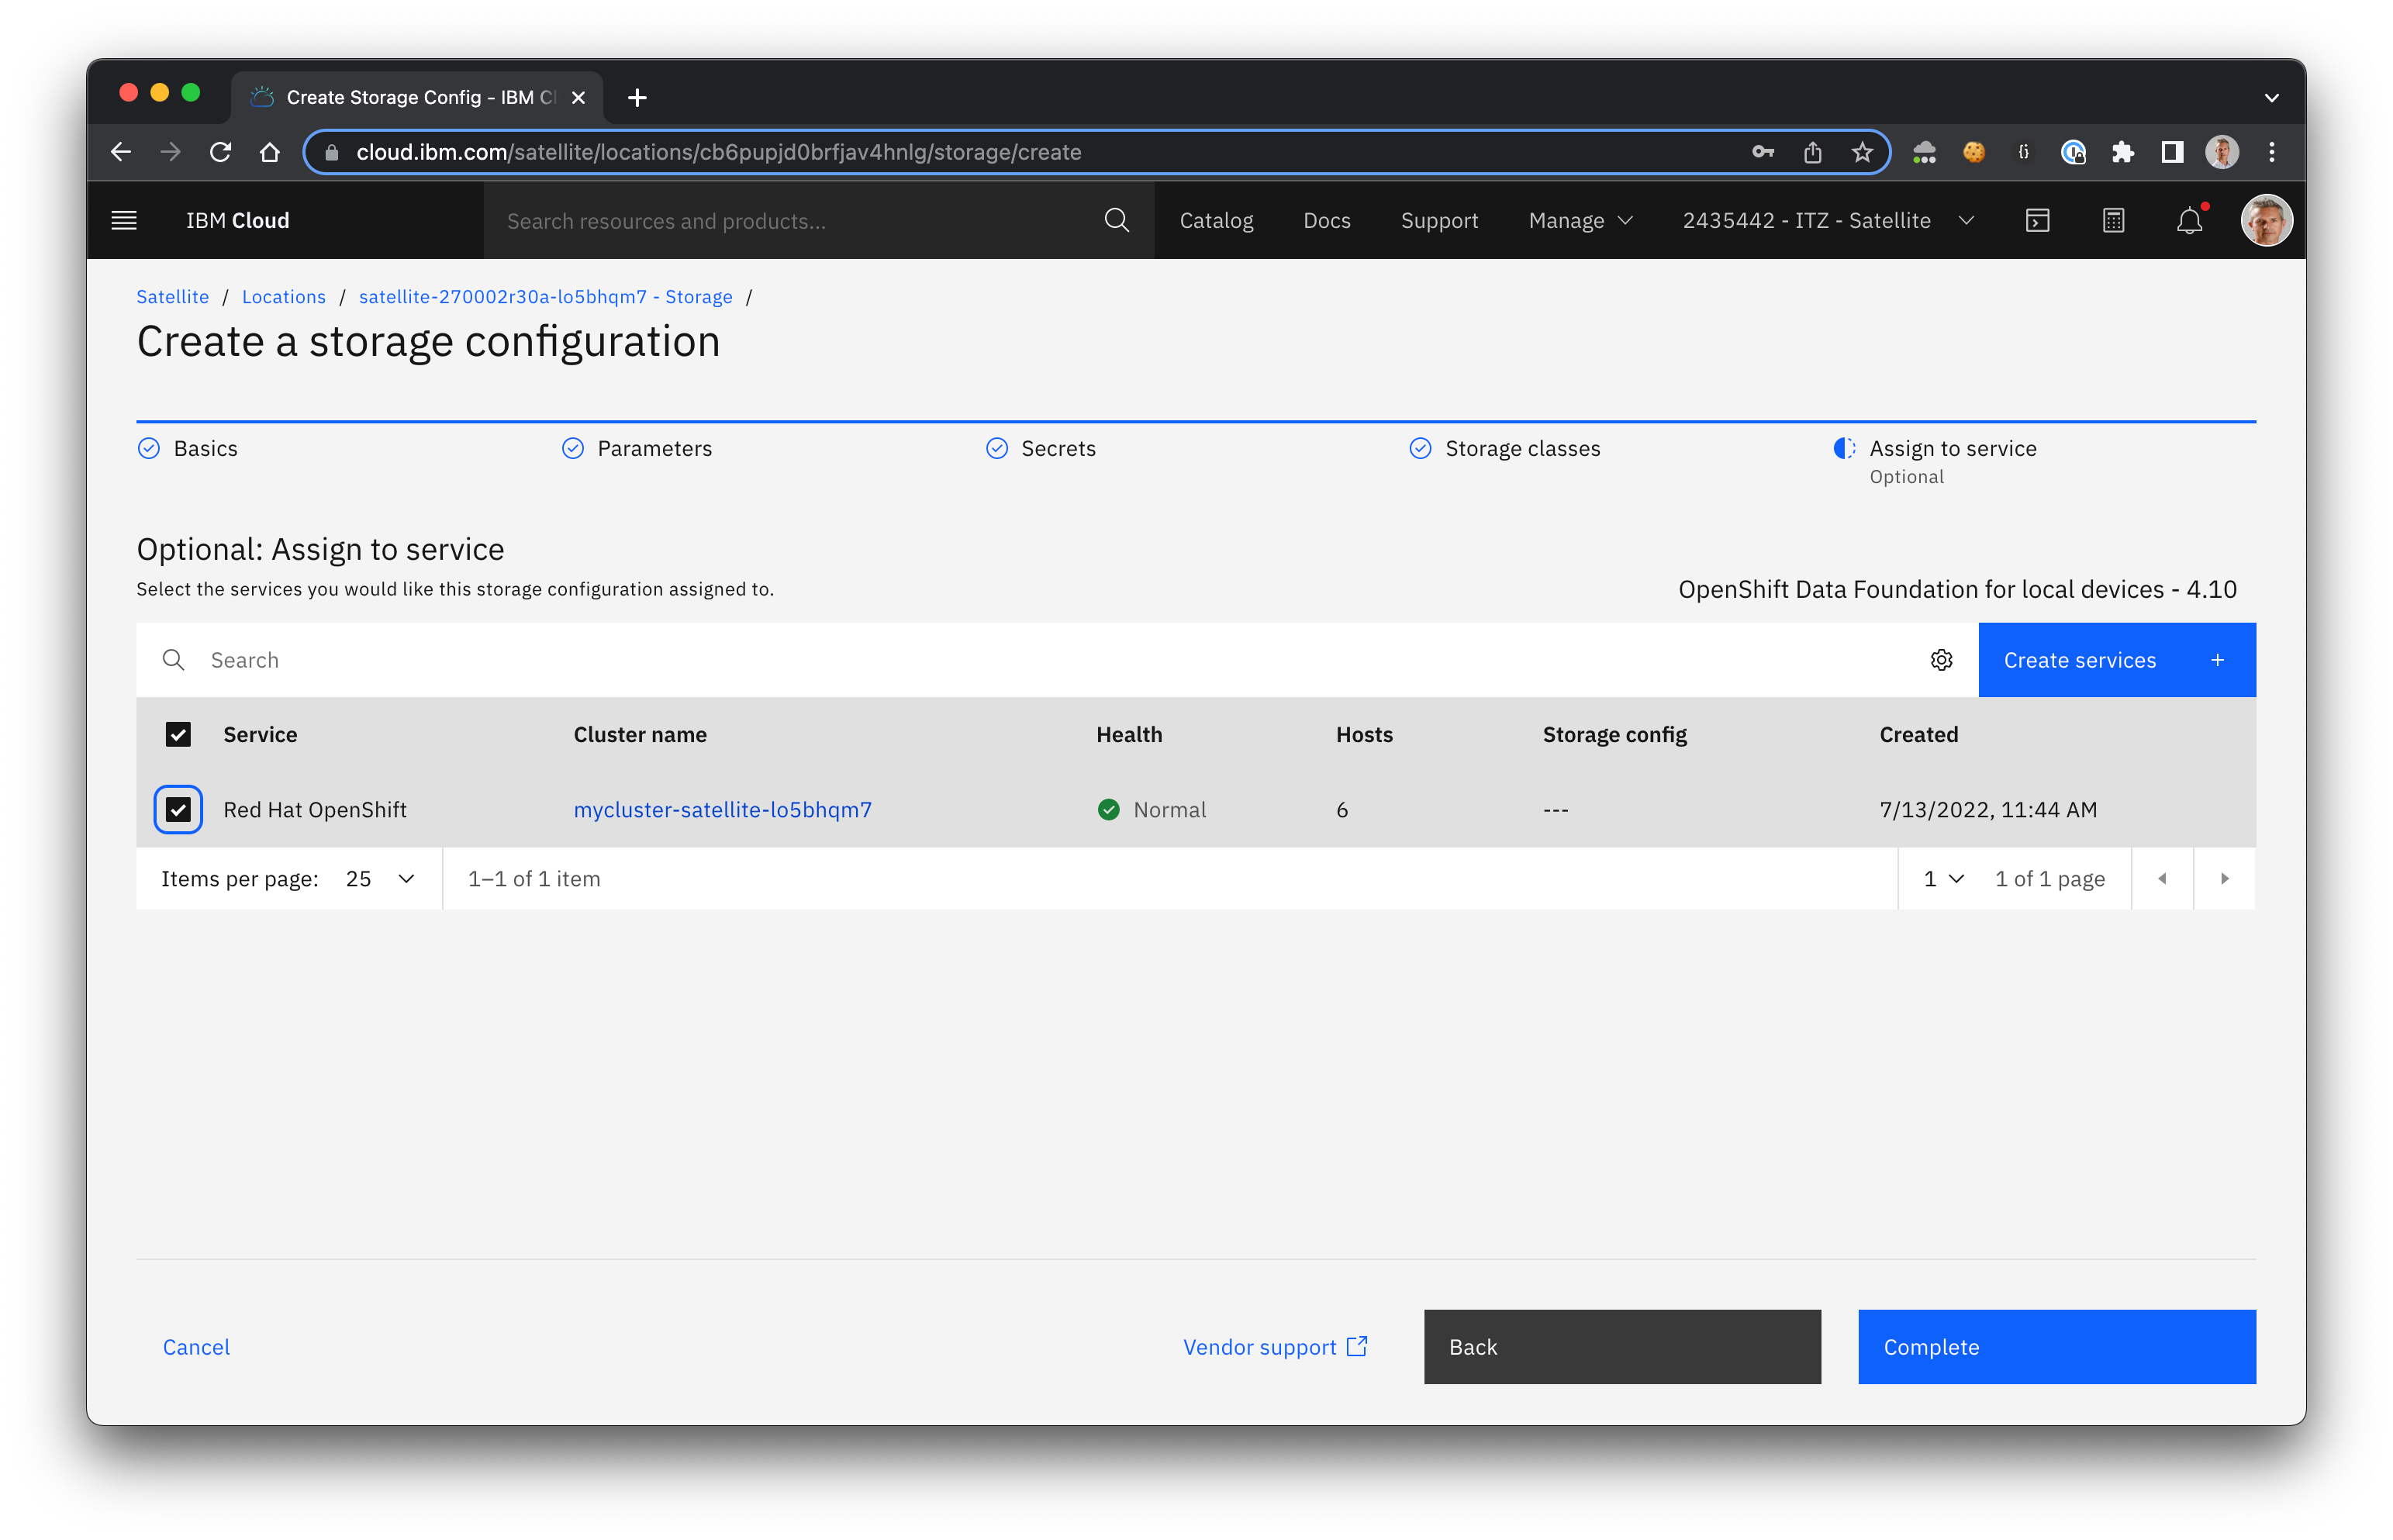 Create Storage Config - IBM Cl
cloud.ibm.com/satellite/locations/cb6pupjd0brfjav4hnlg/storage/create
IBM Cloud
Search resources and products...
Catalog
Docs
Support
Manage
2435442 - ITZ - Satellite
Satellite / Locations / satellite-270002r30a-lo5bhqm7 - Storage /
Create a storage configuration
Basics
Parameters
Secrets
Storage classes
Assign to service
Optional
Optional: Assign to service
Select the services you would like this storage configuration assigned to.
OpenShift Data Foundation for local devices - 4.10
Search
Create services +
Service Cluster name Health Hosts Storage config Created
Red Hat OpenShift mycluster-satellite-lo5bhqm7 Normal 6 --- 7/13/2022, 11:44 AM
Items per page: 25 1–1 of 1 item 1 1 of 1 page
Cancel
Vendor support
Back
Complete